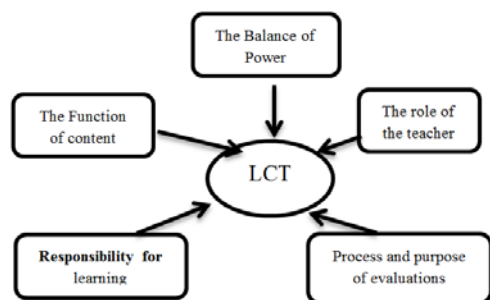 The Balance of
Power
The Function
of content
The role of
the teacher
LCT
Responsibility for
learning
Process and purpose
of evaluations